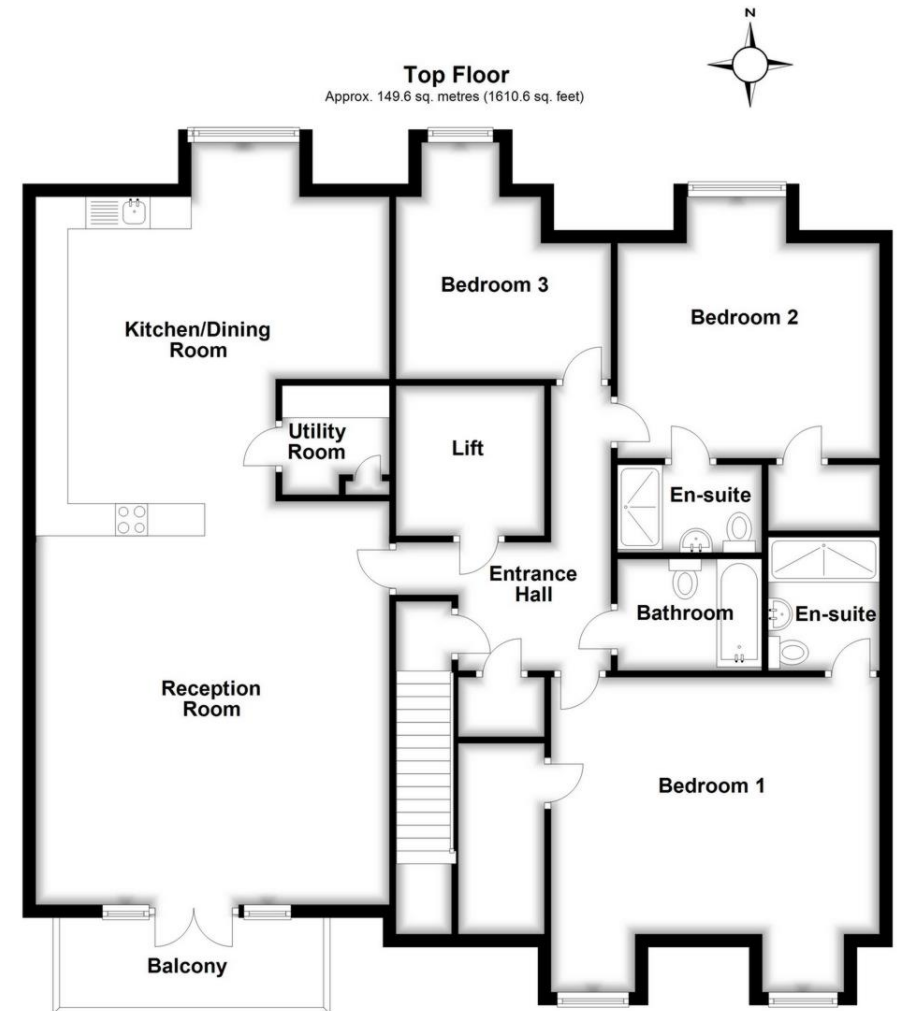 N
Top Floor
Approx. 149.6 sq. metres (1610.6 sq. feet)
Bedroom 3
Bedroom 2
Kitchen/Dining
Room
Utility
Room
Lift
En-suite
Entrance
Hall
Bathroom
En-suite
Reception
Room
Bedroom 1
Balcony